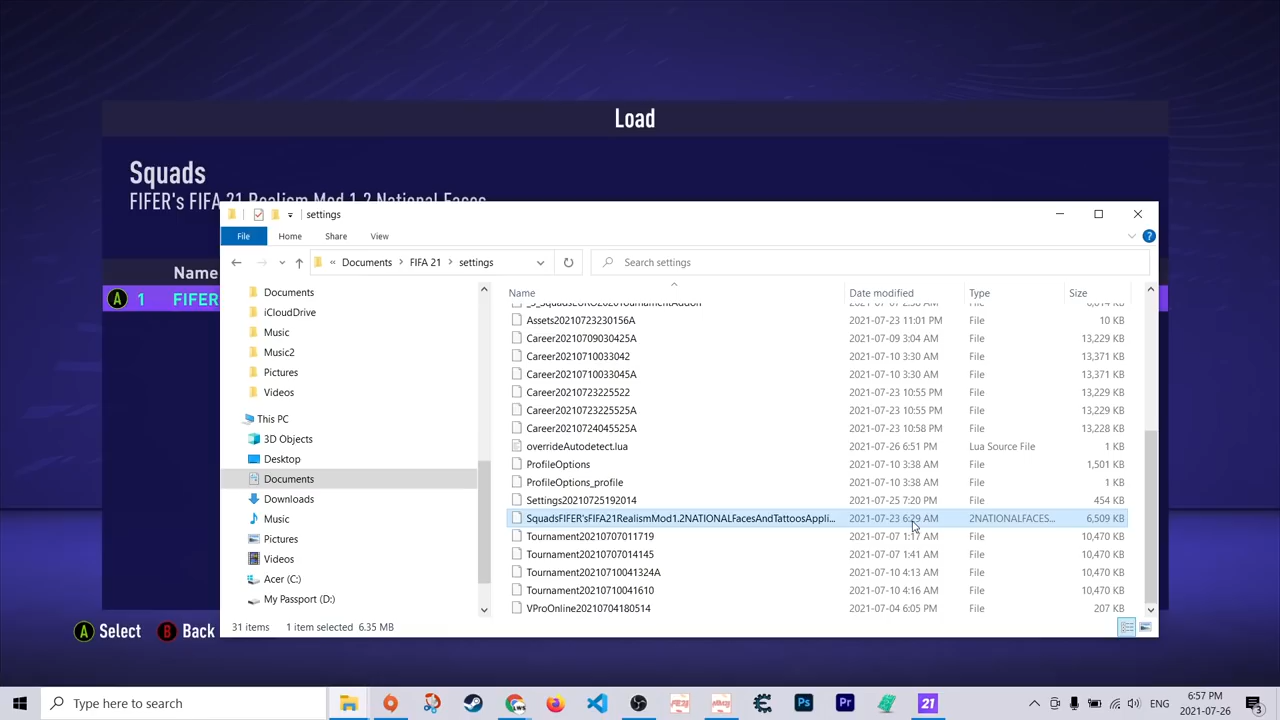 Load
Squads
FIFER's FIFA 21 Realism Mod 1.2 National Faces
Name
A 1 FIFER
A Select B Back
settings
File Home Share View
« Documents > FIFA 21 > settings
Search settings
Documents
iCloudDrive
Music
Music2
Pictures
Videos
This PC
3D Objects
Desktop
Documents
Downloads
Music
Pictures
Videos
Acer (C:)
My Passport (D:)
Name Date modified Type Size
Assets20210723230156A 2021-07-23 11:01 PM File 10 KB
Career20210709030425A 2021-07-09 3:04 AM File 13,229 KB
Career20210710033042 2021-07-10 3:30 AM File 13,371 KB
Career20210710033045A 2021-07-10 3:30 AM File 13,371 KB
Career20210723225522 2021-07-23 10:55 PM File 13,229 KB
Career20210723225525A 2021-07-23 10:55 PM File 13,229 KB
Career20210724045525A 2021-07-23 10:58 PM File 13,228 KB
overrideAutodetect.lua 2021-07-26 6:51 PM Lua Source File 1 KB
ProfileOptions 2021-07-10 3:38 AM File 1,501 KB
ProfileOptions_profile 2021-07-10 3:38 AM File 1 KB
Settings20210725192014 2021-07-25 7:20 PM File 454 KB
SquadsFIFER'sFIFA21RealismMod1.2NATIONALFacesAndTattoosAppli... 2021-07-23 6:29 AM 2NATIONALFACES... 6,509 KB
Tournament20210707011719 2021-07-07 1:17 AM File 10,470 KB
Tournament20210707014145 2021-07-07 1:41 AM File 10,470 KB
Tournament20210710041324A 2021-07-10 4:13 AM File 10,470 KB
Tournament20210710041610 2021-07-10 4:16 AM File 10,470 KB
VProOnline20210704180514 2021-07-04 6:05 PM File 207 KB
31 items 1 item selected 6.35 MB
Type here to search
LWS
Ps
Pr
21
ENG
6:57 PM
2021-07-26
3